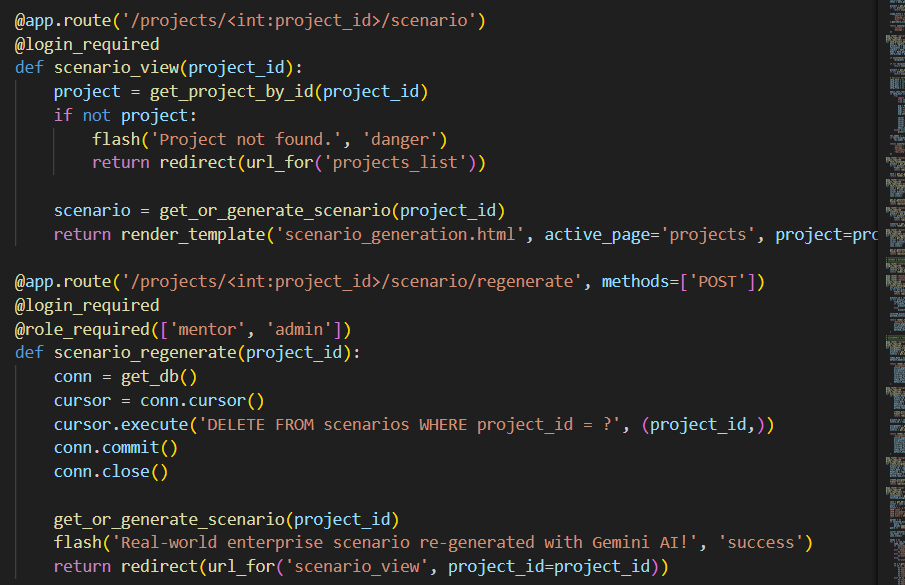 @app.route('/projects/<int:project_id>/scenario')
@login_required
def scenario_view(project_id):
    project = get_project_by_id(project_id)
    if not project:
        flash('Project not found.', 'danger')
        return redirect(url_for('projects_list'))

    scenario = get_or_generate_scenario(project_id)
    return render_template('scenario_generation.html', active_page='projects', project=pro

@app.route('/projects/<int:project_id>/scenario/regenerate', methods=['POST'])
@login_required
@role_required(['mentor', 'admin'])
def scenario_regenerate(project_id):
    conn = get_db()
    cursor = conn.cursor()
    cursor.execute('DELETE FROM scenarios WHERE project_id = ?', (project_id,))
    conn.commit()
    conn.close()

    get_or_generate_scenario(project_id)
    flash('Real-world enterprise scenario re-generated with Gemini AI!', 'success')
    return redirect(url_for('scenario_view', project_id=project_id))